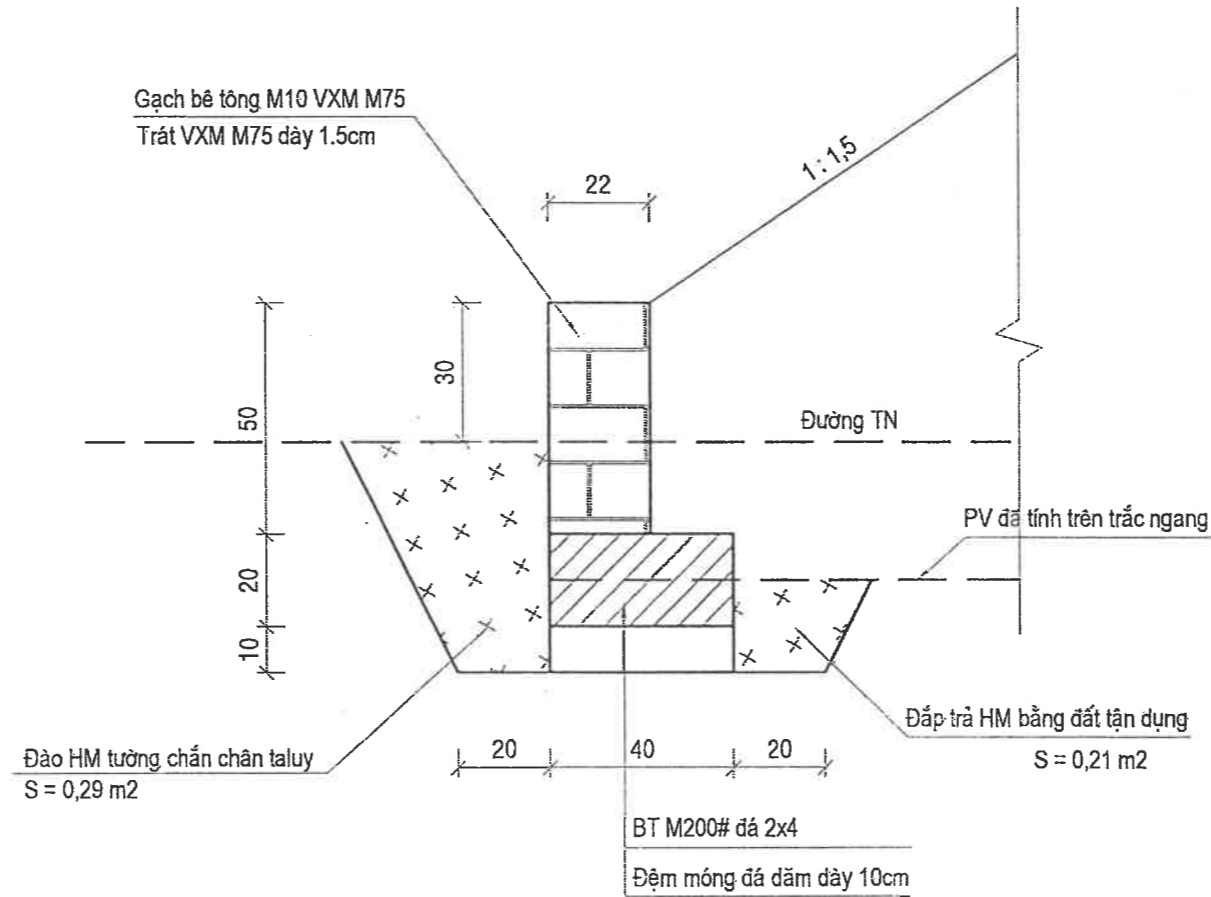 Gạch bê tông M10 VXM M75
Trát VXM M75 dày 1.5cm
1 : 1,5
22
30
50
Đường TN
PV đã tính trên trắc ngang
20
10
Đắp trả HM bằng đất tận dụng
S = 0,21 m2
Đào HM tường chắn chân taluy
S = 0,29 m2
20
40
20
BT M200# đá 2x4
Đệm móng đá dăm dày 10cm